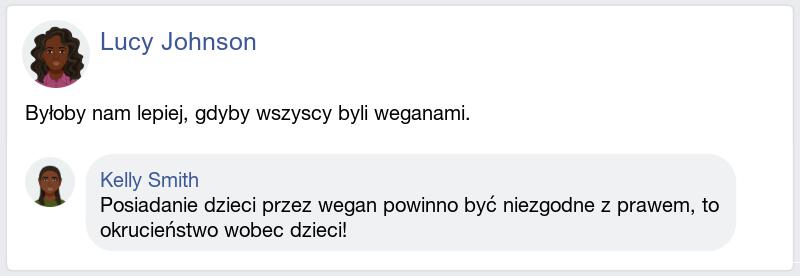 Lucy Johnson
Byłoby nam lepiej, gdyby wszyscy byli weganami.
Kelly Smith
Posiadanie dzieci przez wegan powinno być niezgodne z prawem, to
okrucieństwo wobec dzieci!